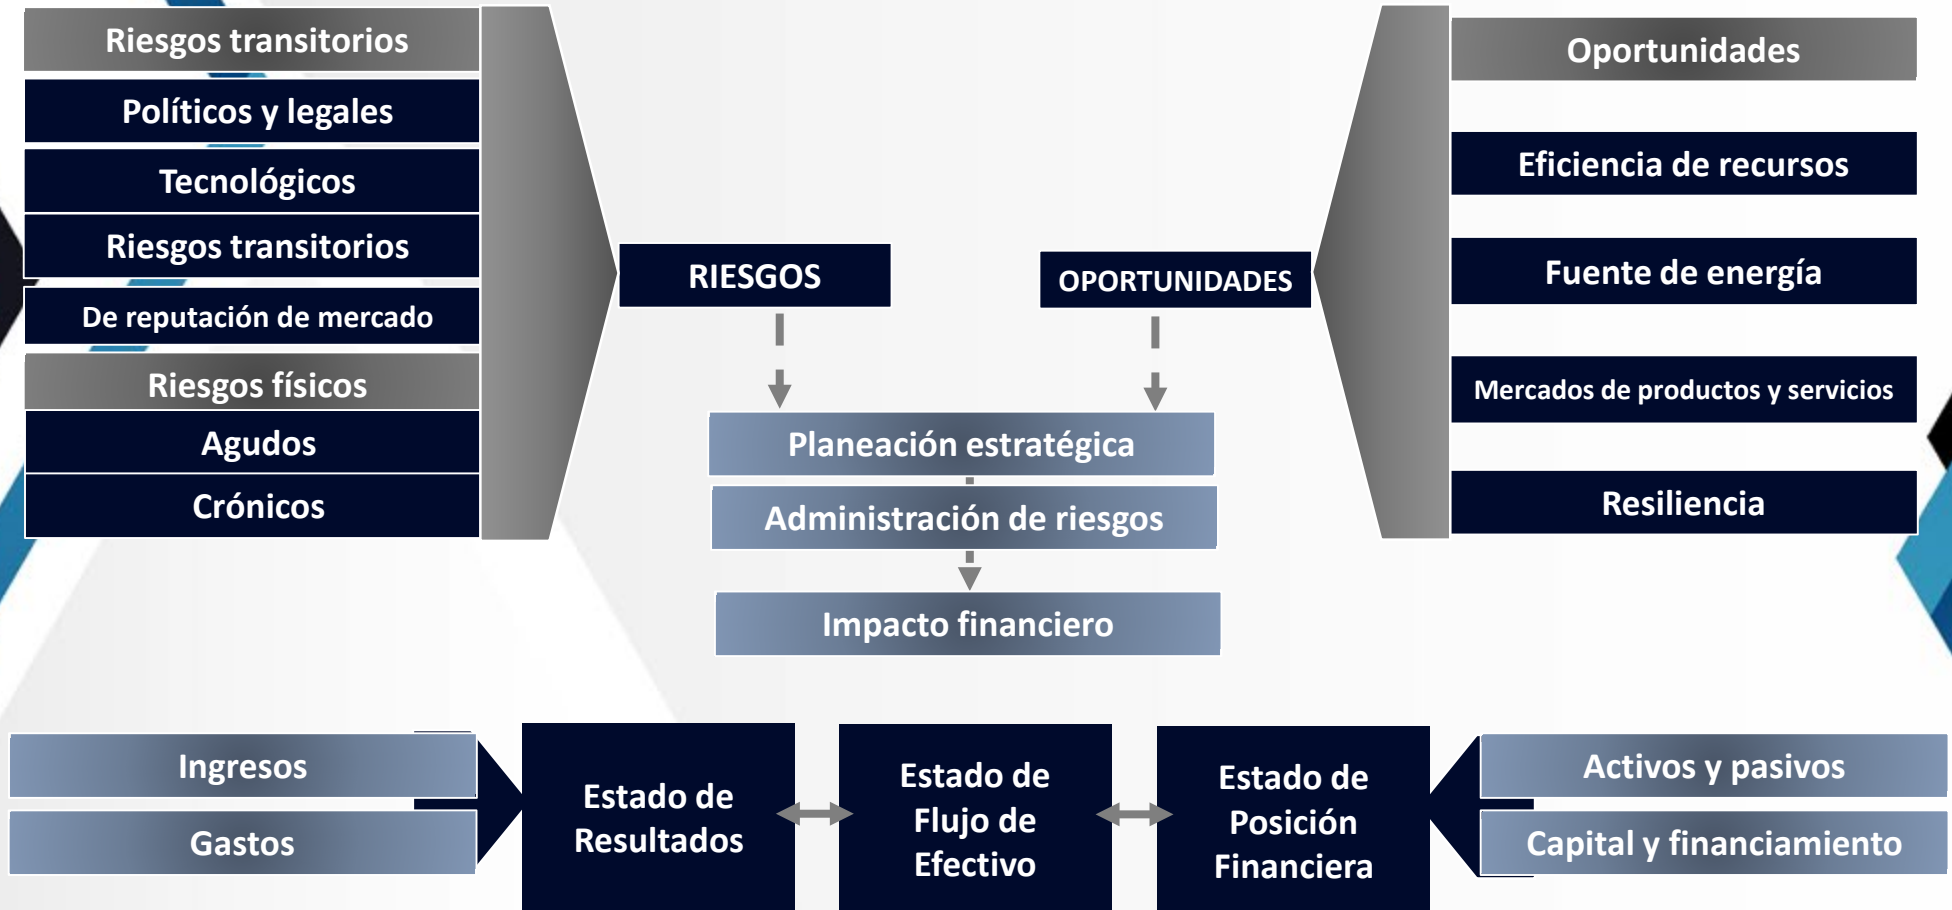 Riesgos transitorios
Políticos y legales
Tecnológicos
Riesgos transitorios
De reputación de mercado
Riesgos físicos
Agudos
Crónicos
RIESGOS
OPORTUNIDADES
Oportunidades
Eficiencia de recursos
Fuente de energía
Mercados de productos y servicios
Resiliencia
Planeación estratégica
Administración de riesgos
Impacto financiero
Ingresos
Gastos
Estado de
Resultados
Estado de
Flujo de
Efectivo
Estado de
Posición
Financiera
Activos y pasivos
Capital y financiamiento